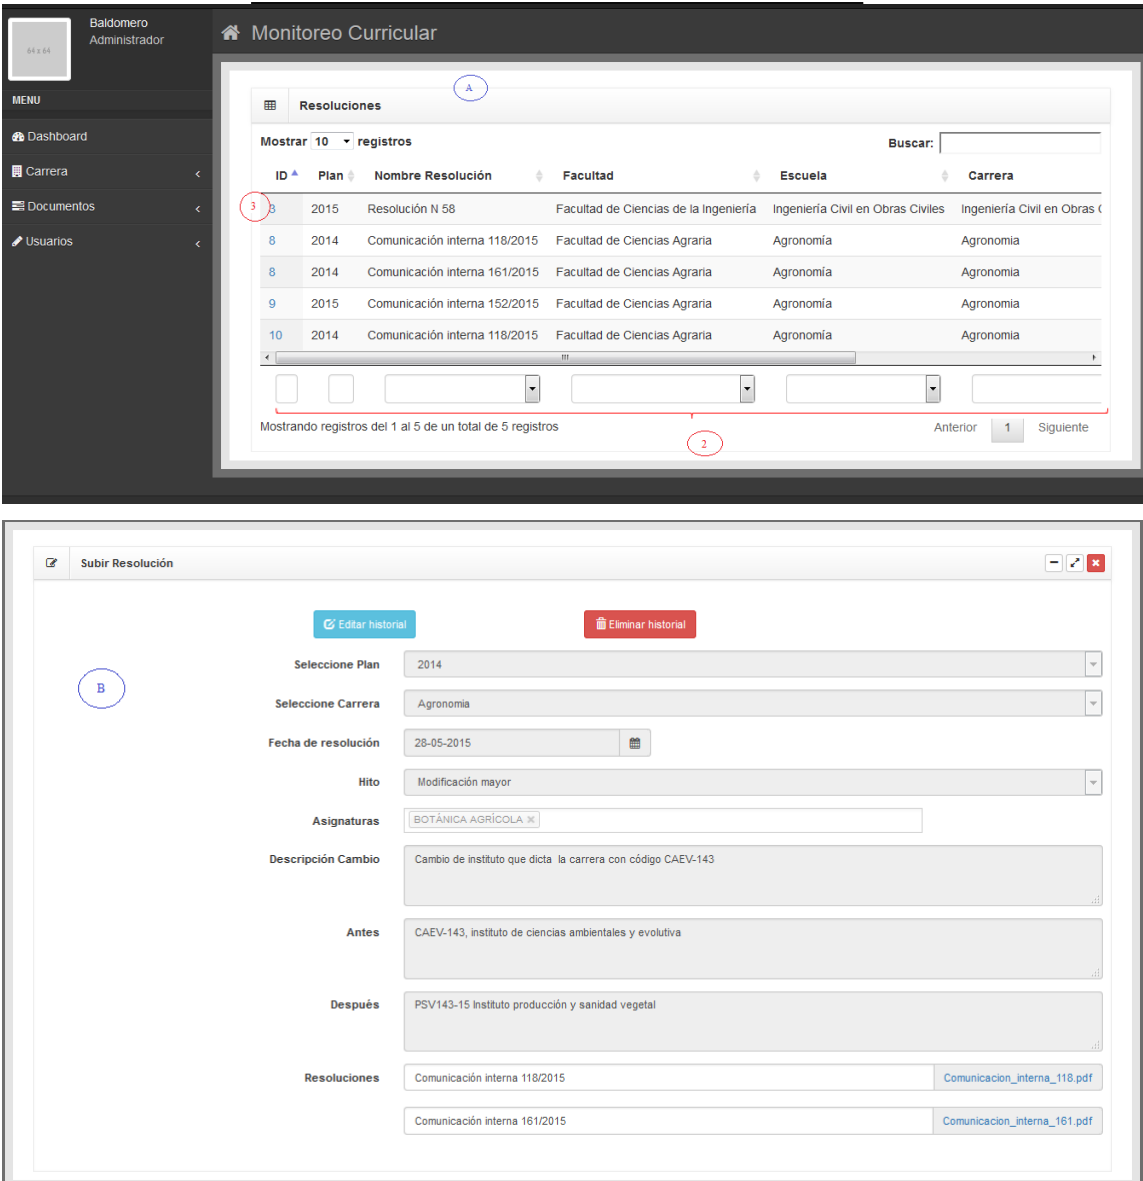 Baldomero
Administrador
64 x 64
Monitoreo Curricular
MENU
Dashboard
Carrera
Documentos
Usuarios
A
Resoluciones
Mostrar 10 registros
Buscar:
ID Plan Nombre Resolución Facultad Escuela Carrera
3
3 2015 Resolución N 58 Facultad de Ciencias de la Ingeniería Ingeniería Civil en Obras Civiles Ingeniería Civil en Obras C
8 2014 Comunicación interna 118/2015 Facultad de Ciencias Agraria Agronomía Agronomia
8 2014 Comunicación interna 161/2015 Facultad de Ciencias Agraria Agronomía Agronomia
9 2015 Comunicación interna 152/2015 Facultad de Ciencias Agraria Agronomía Agronomia
10 2014 Comunicación interna 118/2015 Facultad de Ciencias Agraria Agronomía Agronomia
Mostrando registros del 1 al 5 de un total de 5 registros
2
Anterior 1 Siguiente
Subir Resolución
Editar historial
Eliminar historial
B
Seleccione Plan 2014
Seleccione Carrera Agronomia
Fecha de resolución 28-05-2015
Hito Modificación mayor
Asignaturas BOTÁNICA AGRÍCOLA ×
Descripción Cambio Cambio de instituto que dicta la carrera con código CAEV-143
Antes CAEV-143, instituto de ciencias ambientales y evolutiva
Después PSV143-15 Instituto producción y sanidad vegetal
Resoluciones Comunicación interna 118/2015 Comunicacion_interna_118.pdf
Comunicación interna 161/2015 Comunicacion_interna_161.pdf